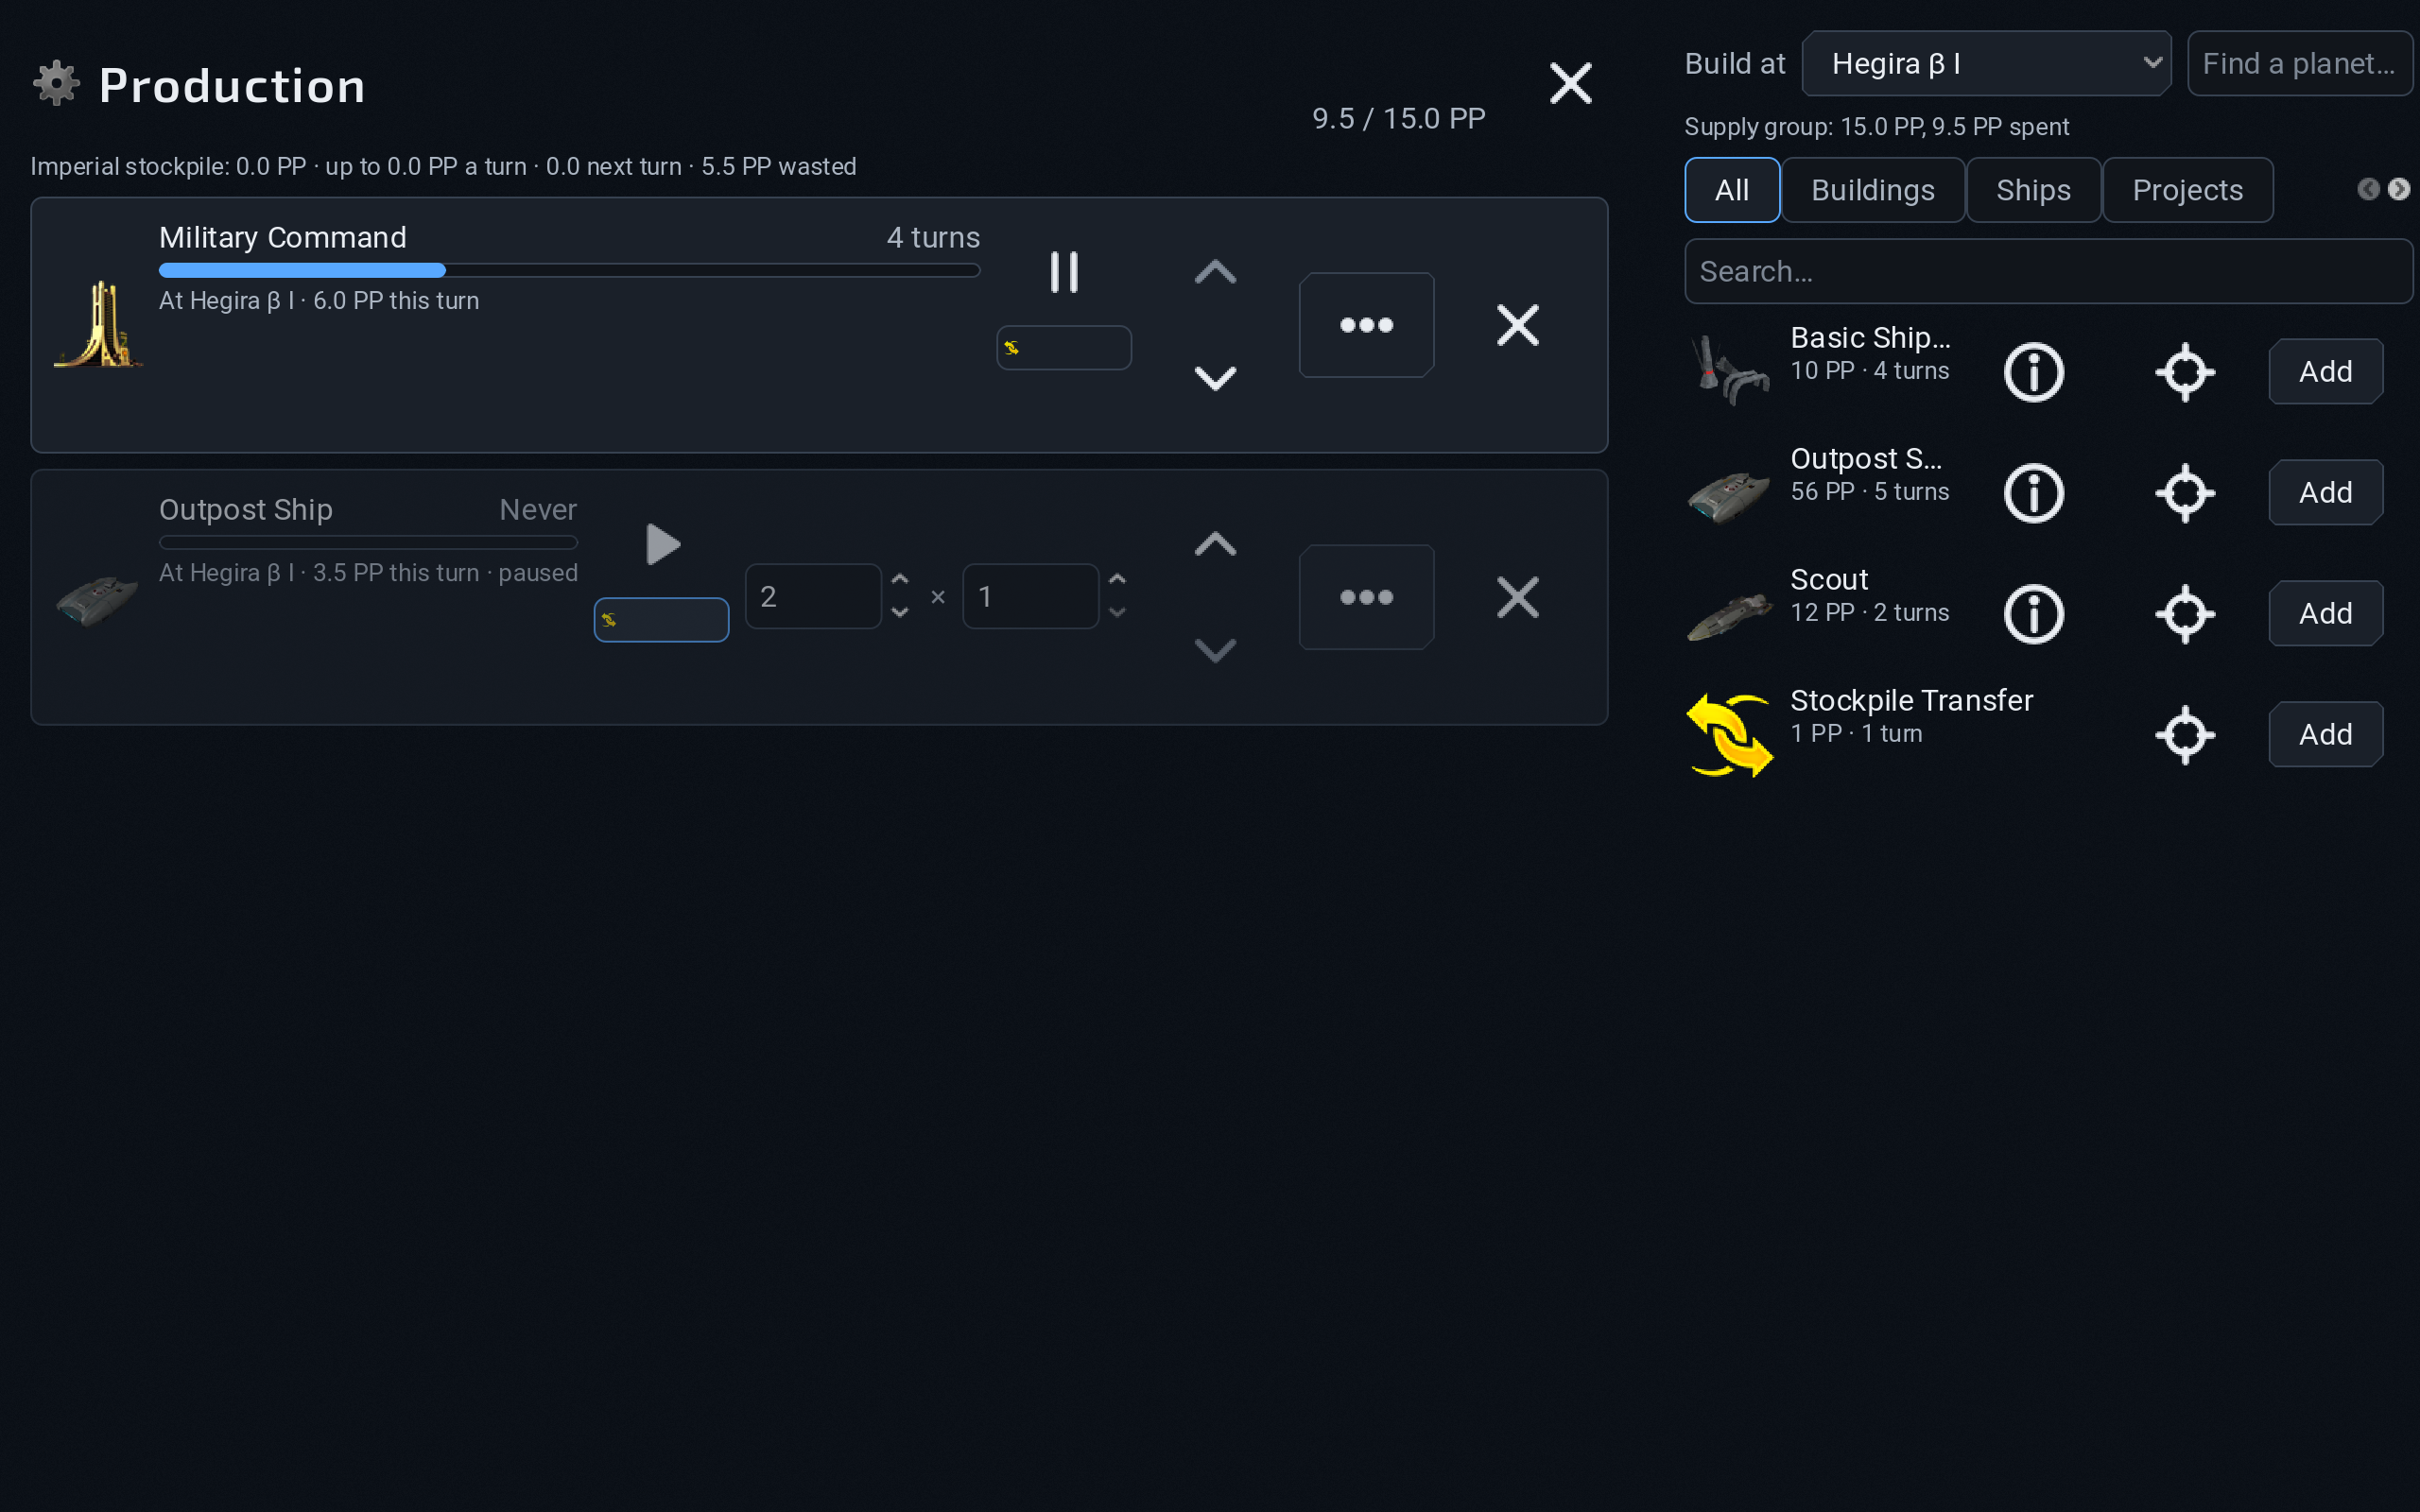 Production
9.5 / 15.0 PP
Imperial stockpile: 0.0 PP · up to 0.0 PP a turn · 0.0 next turn · 5.5 PP wasted
Military Command
4 turns
At Hegira β I · 6.0 PP this turn
Outpost Ship
Never
At Hegira β I · 3.5 PP this turn · paused
2 × 1
Build at
Hegira β I
Find a planet…
Supply group: 15.0 PP, 9.5 PP spent
All
Buildings
Ships
Projects
Search…
Basic Ship…
10 PP · 4 turns
Add
Outpost S…
56 PP · 5 turns
Add
Scout
12 PP · 2 turns
Add
Stockpile Transfer
1 PP · 1 turn
Add